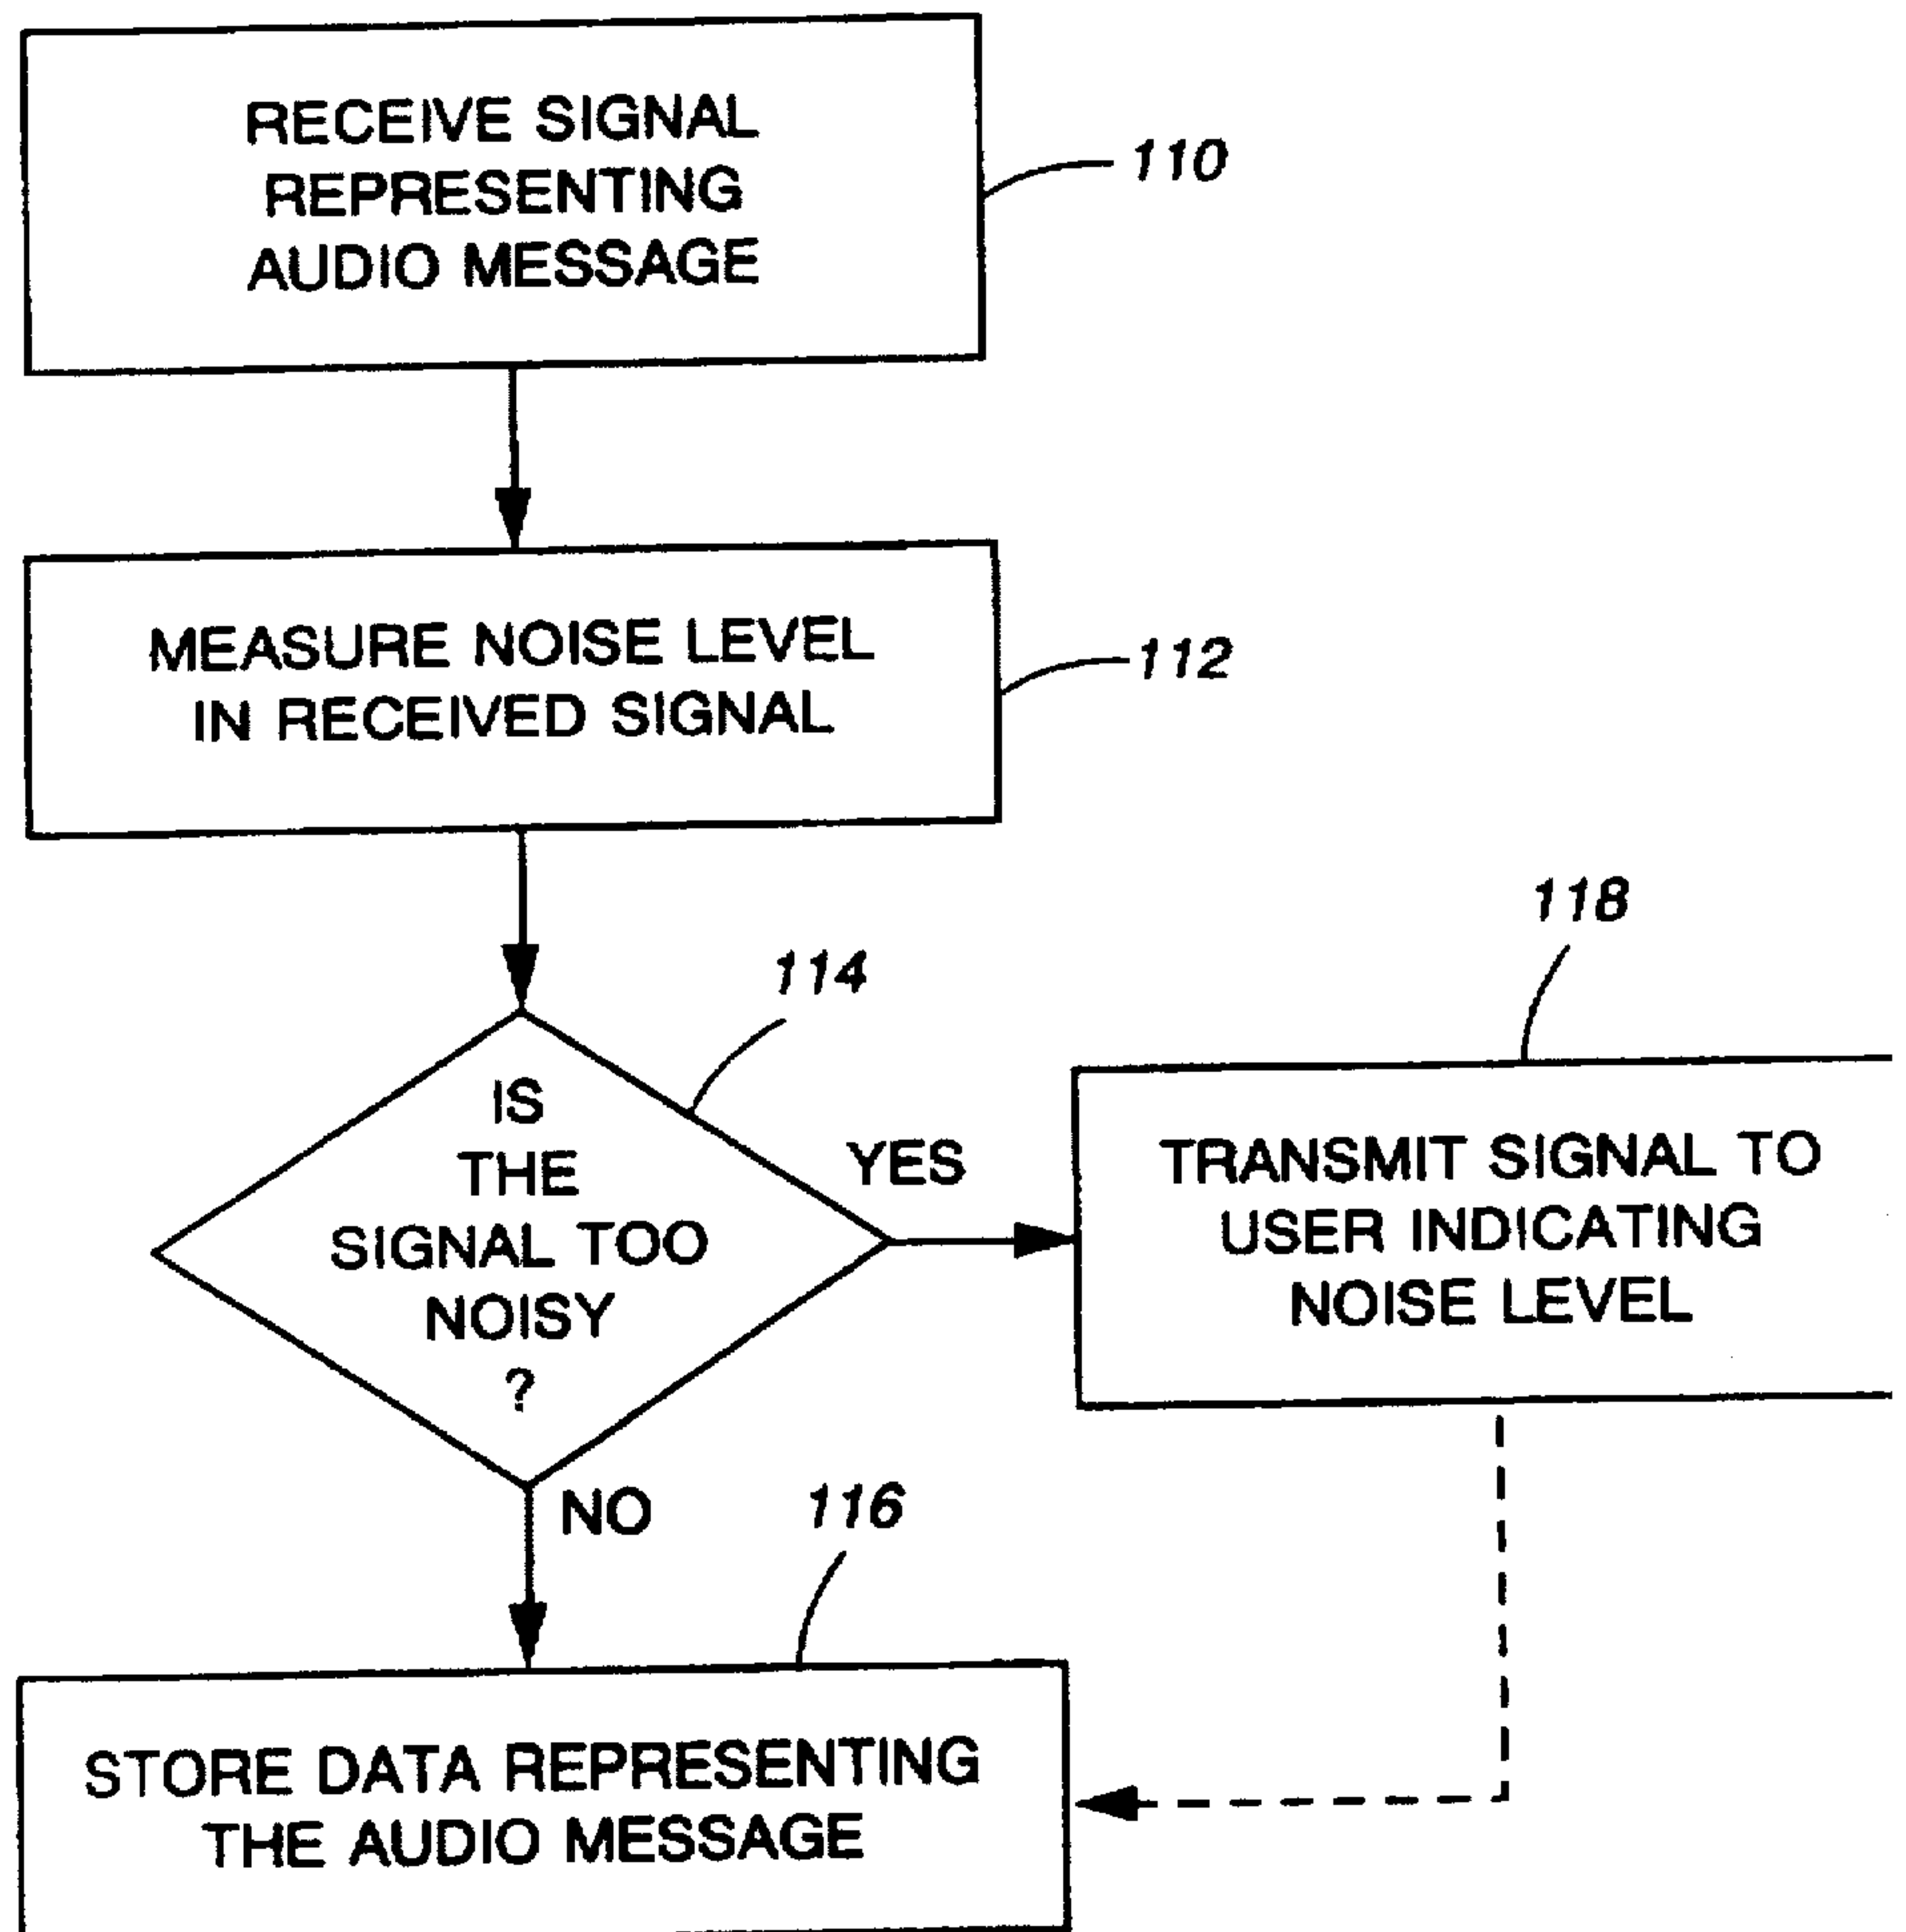 RECEIVE SIGNAL
REPRESENTING
AUDIO MESSAGE
110
MEASURE NOISE LEVEL
IN RECEIVED SIGNAL
112
118
114
IS
THE
SIGNAL TOO
NOISY
?
YES
TRANSMIT SIGNAL TO
USER INDICATING
NOISE LEVEL
NO
116
STORE DATA REPRESENTING
THE AUDIO MESSAGE